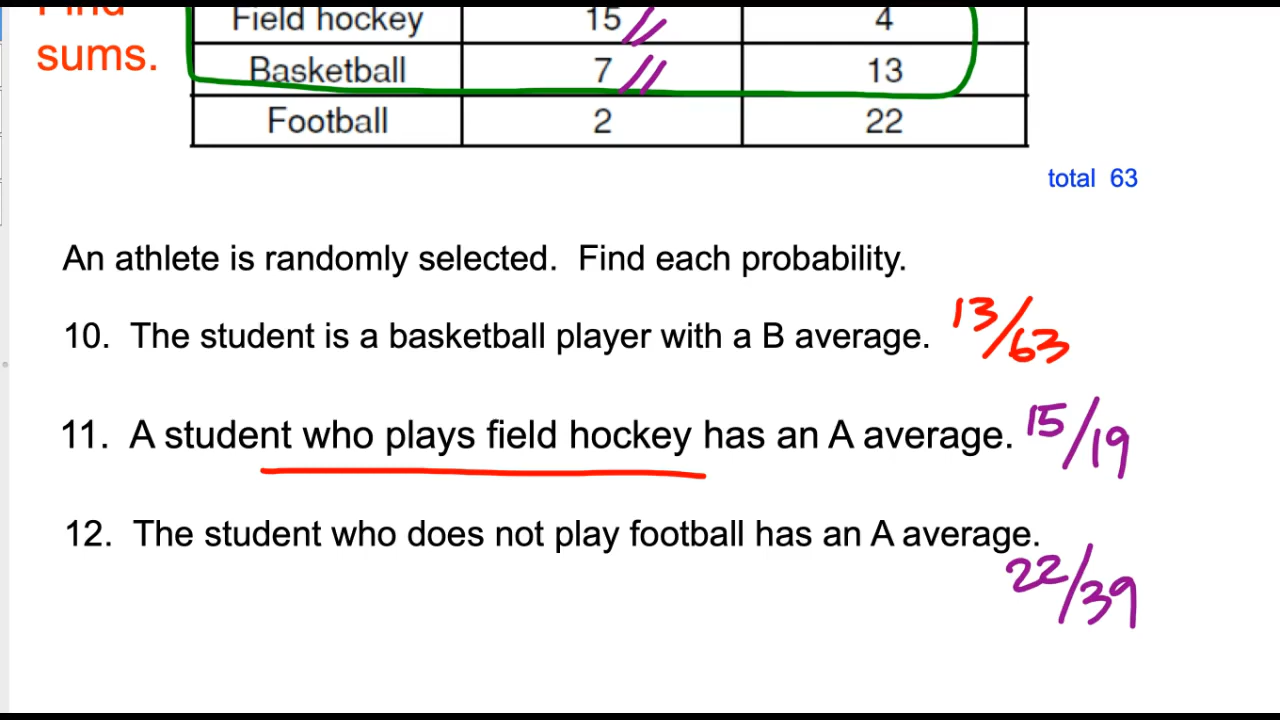 Find
sums.
Field hockey 15 4
Basketball 7 13
Football 2 22
total 63
An athlete is randomly selected. Find each probability.
10. The student is a basketball player with a B average. 13/63
11. A student who plays field hockey has an A average. 15/19
12. The student who does not play football has an A average.
22/39